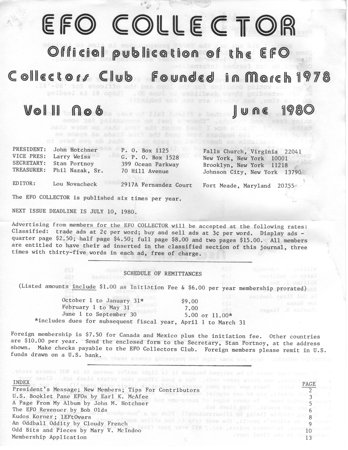 EFO COLLECTOR
Official publication of the EFO
Collectors Club Founded in March 1978
Vol II No 6 June 1980
PRESIDENT: John Hotchner P. O. Box 1125 Falls Church, Virginia 22041
VICE PRES: Larry Weiss G. P. O. Box 1528 New York, New York 10001
SECRETARY: Stan Portnoy 399 Ocean Parkway Brooklyn, New York 11218
TREASURER: Phil Nazak, Sr. 70 Hill Avenue Johnson City, New York 13790
EDITOR: Lou Novacheck 2917A Fernandez Court Fort Meade, Maryland 20755
The EFO COLLECTOR is published six times per year.
NEXT ISSUE DEADLINE IS JULY 10, 1980.
Advertising from members for the EFO COLLECTOR will be accepted at the following rates:
Classified: trade ads at 2¢ per word; buy and sell ads at 3¢ per word. Display ads -
quarter page $2.50; half page $4.50; full page $8.00 and two pages $15.00. All members
are entitled to have their ad inserted in the classified section of this journal, three
times with thirty-five words in each ad, free of charge.
SCHEDULE OF REMITTANCES
(Listed amounts include $1.00 as Initiation Fee & $6.00 per year membership prorated)
October 1 to January 31* $9.00
February 1 to May 31 7.00
June 1 to September 30 5.00 or 11.00*
*includes dues for subsequent fiscal year, April 1 to March 31
Foreign membership is $7.50 for Canada and Mexico plus the initiation fee. Other countries
are $10.00 per year. Send the enclosed form to the Secretary, Stan Portnoy, at the address
shown. Make checks payable to the EFO Collectors Club. Foreign members please remit in U.S.
funds drawn on a U.S. bank.
INDEX PAGE
President's Message; New Members; Tips For Contributors 2
U.S. Booklet Pane EFOs by Earl K. McAfee 3
A Page From My Album by John M. Hotchner 5
The EFO Revenuer by Bob Olds 6
Kudos Korner; 1EFtOvers 8
An Oddball Oddity by Cloudy French 9
Odd Bits and Pieces by Mary V. McIndoo 10
Membership Application 13